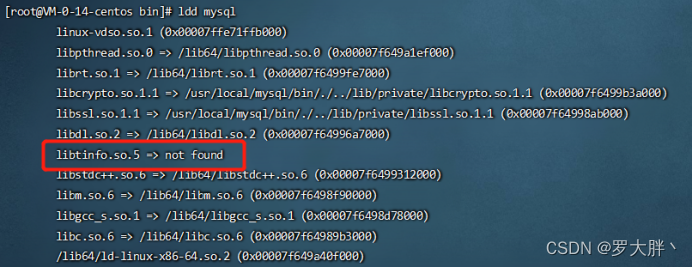 [root@VM-0-14-centos bin]# ldd mysql
linux-vdso.so.1 (0x00007ffe71ffb000)
libpthread.so.0 => /lib64/libpthread.so.0 (0x00007f649a1ef000)
librt.so.1 => /lib64/librt.so.1 (0x00007f6499fe7000)
libcrypto.so.1.1 => /usr/local/mysql/bin/./../lib/private/libcrypto.so.1.1 (0x00007f6499b3a000)
libssl.so.1.1 => /usr/local/mysql/bin/./../lib/private/libssl.so.1.1 (0x00007f64998ab000)
libdl.so.2 => /lib64/libdl.so.2 (0x00007f64996a7000)
libtinfo.so.5 => not found
libstdc++.so.6 => /lib64/libstdc++.so.6 (0x00007f6499312000)
libm.so.6 => /lib64/libm.so.6 (0x00007f6498f90000)
libgcc_s.so.1 => /lib64/libgcc_s.so.1 (0x00007f6498d78000)
libc.so.6 => /lib64/libc.so.6 (0x00007f64989b3000)
/lib64/ld-linux-x86-64.so.2 (0x00007f649a40f000)
CSDN @罗大胖丶